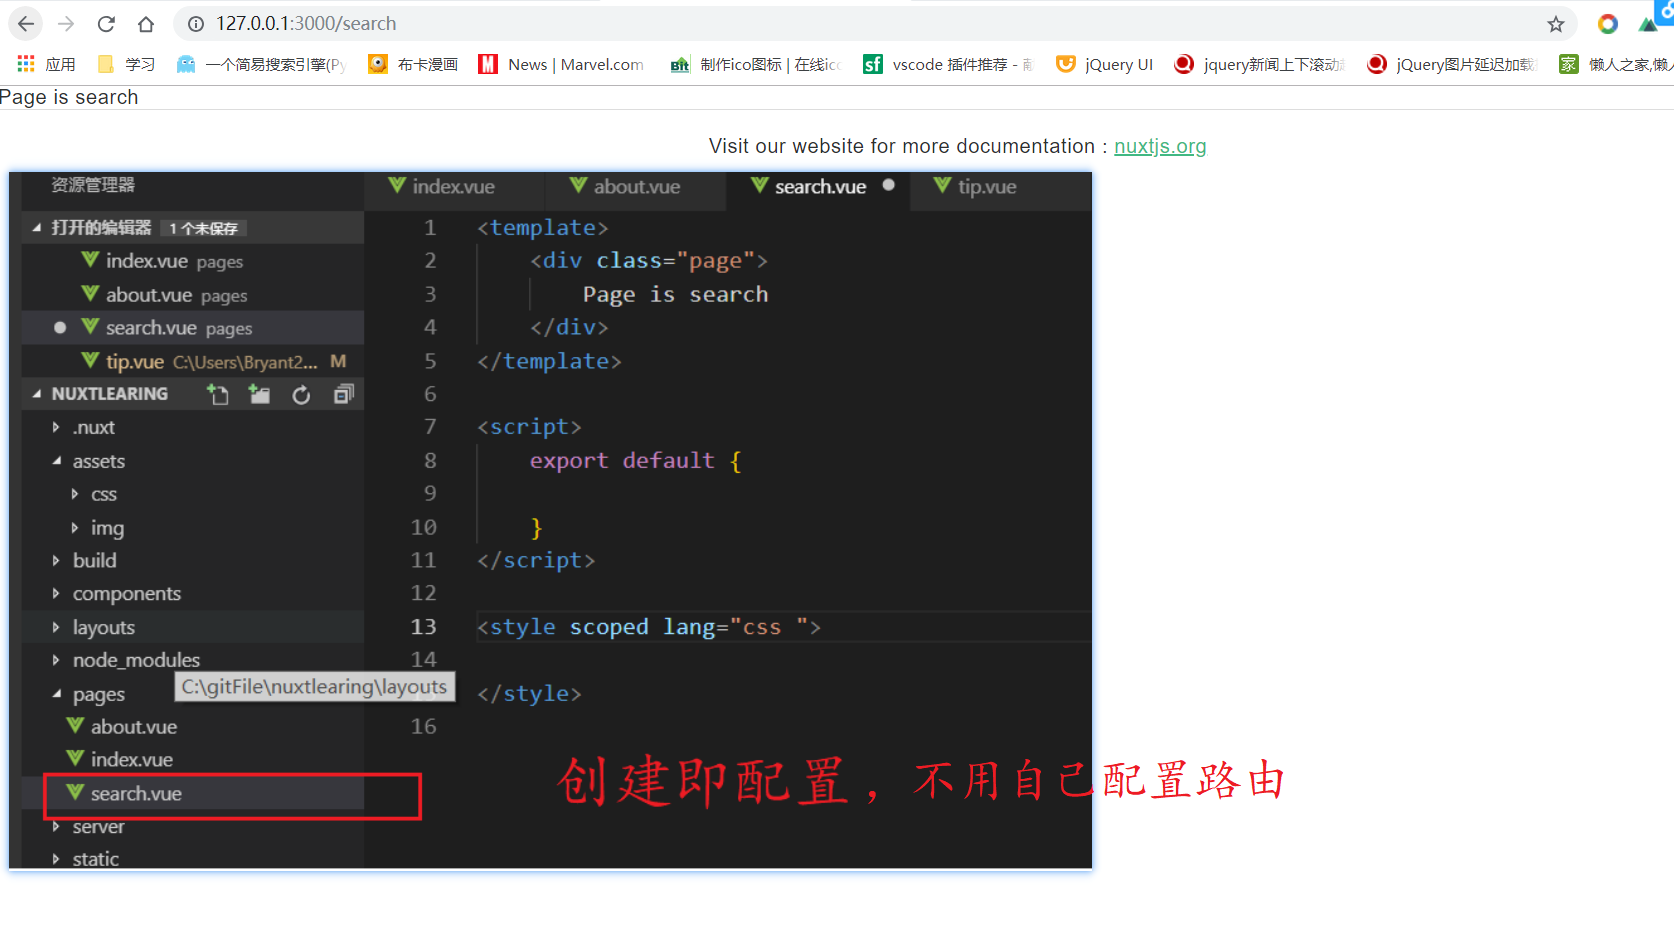 127.0.0.1:3000/search
应用 学习 一个简易搜索引擎(Py 布卡漫画 News | Marvel.com 制作ico图标 | 在线ico vscode 插件推荐 - 献 jQuery UI jquery新闻上下滚动 jQuery图片延迟加载 懒人之家,懒人
Page is search
Visit our website for more documentation : nuxtjs.org
资源管理器
index.vue about.vue search.vue tip.vue
打开的编辑器 1 个未保存
index.vue pages
about.vue pages
search.vue pages
tip.vue C:\Users\Bryant2... M
NUXTLEARING
.nuxt
assets
css
img
build
components
layouts
node_modules
C:\gitFile\nuxtlearing\layouts
pages
about.vue
index.vue
search.vue
server
static
1 <template>
2 <div class="page">
3 Page is search
4 </div>
5 </template>
6
7 <script>
8 export default {
9
10 }
11 </script>
12
13 <style scoped lang="css ">
14
</style>
16
创建即配置，不用自己配置路由